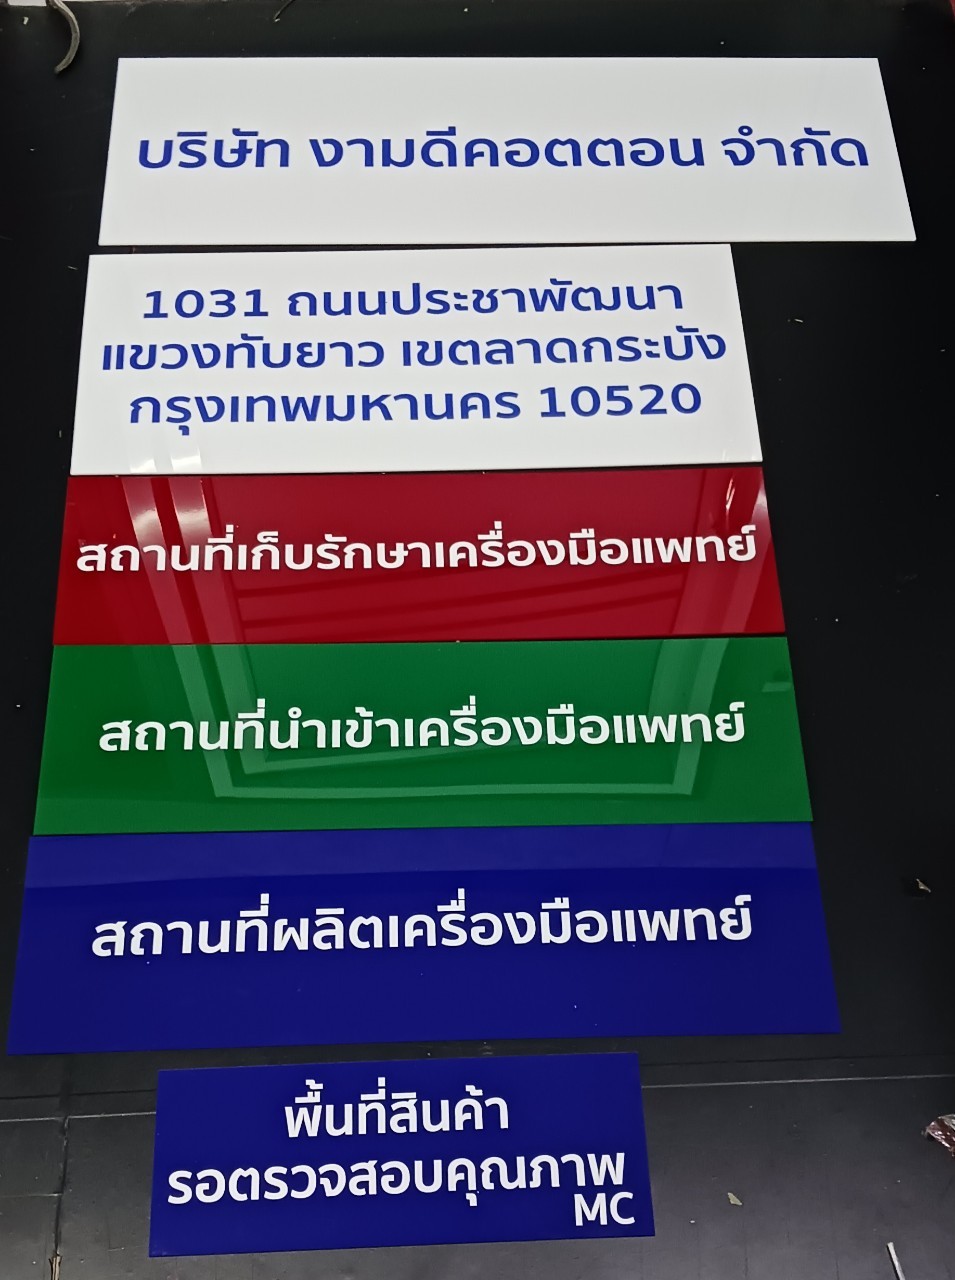 บริษัท งามดีคอตตอน จำกัด
1031 ถนนประชาพัฒนา
แขวงทับยาว เขตลาดกระบัง
กรุงเทพมหานคร 10520
สถานที่เก็บรักษาเครื่องมือแพทย์
สถานที่นำเข้าเครื่องมือแพทย์
สถานที่ผลิตเครื่องมือแพทย์
พื้นที่สินค้า
รอตรวจสอบคุณภาพ
MC